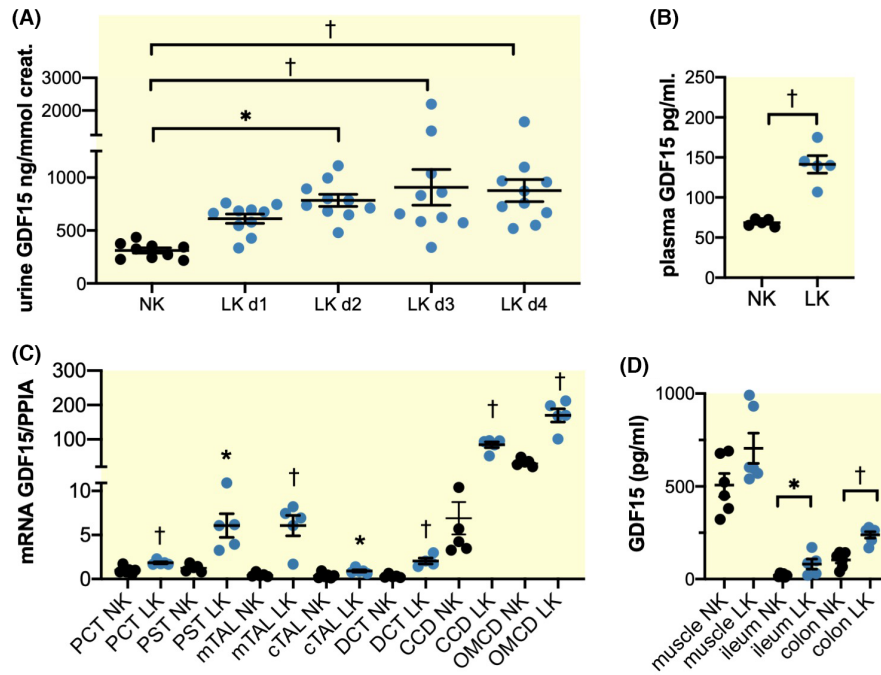 (A)
urine GDF15 ng/mmol creat.
3000
2000
1000
500
0
†
†
*
NK
LK d1
LK d2
LK d3
LK d4
(B)
plasma GDF15 pg/ml.
250
200
150
100
50
0
†
NK
LK
(C)
mRNA GDF15/PPIA
300
200
100
10
5
0
†
*
†
*
†
†
†
PCT NK
PCT LK
PST NK
PST LK
mTAL NK
mTAL LK
cTAL NK
cTAL LK
DCT NK
DCT LK
CCD NK
CCD LK
OMCD NK
OMCD LK
(D)
GDF15 (pg/ml)
1000
500
0
*
†
muscle NK
muscle LK
ileum NK
ileum LK
colon NK
colon LK